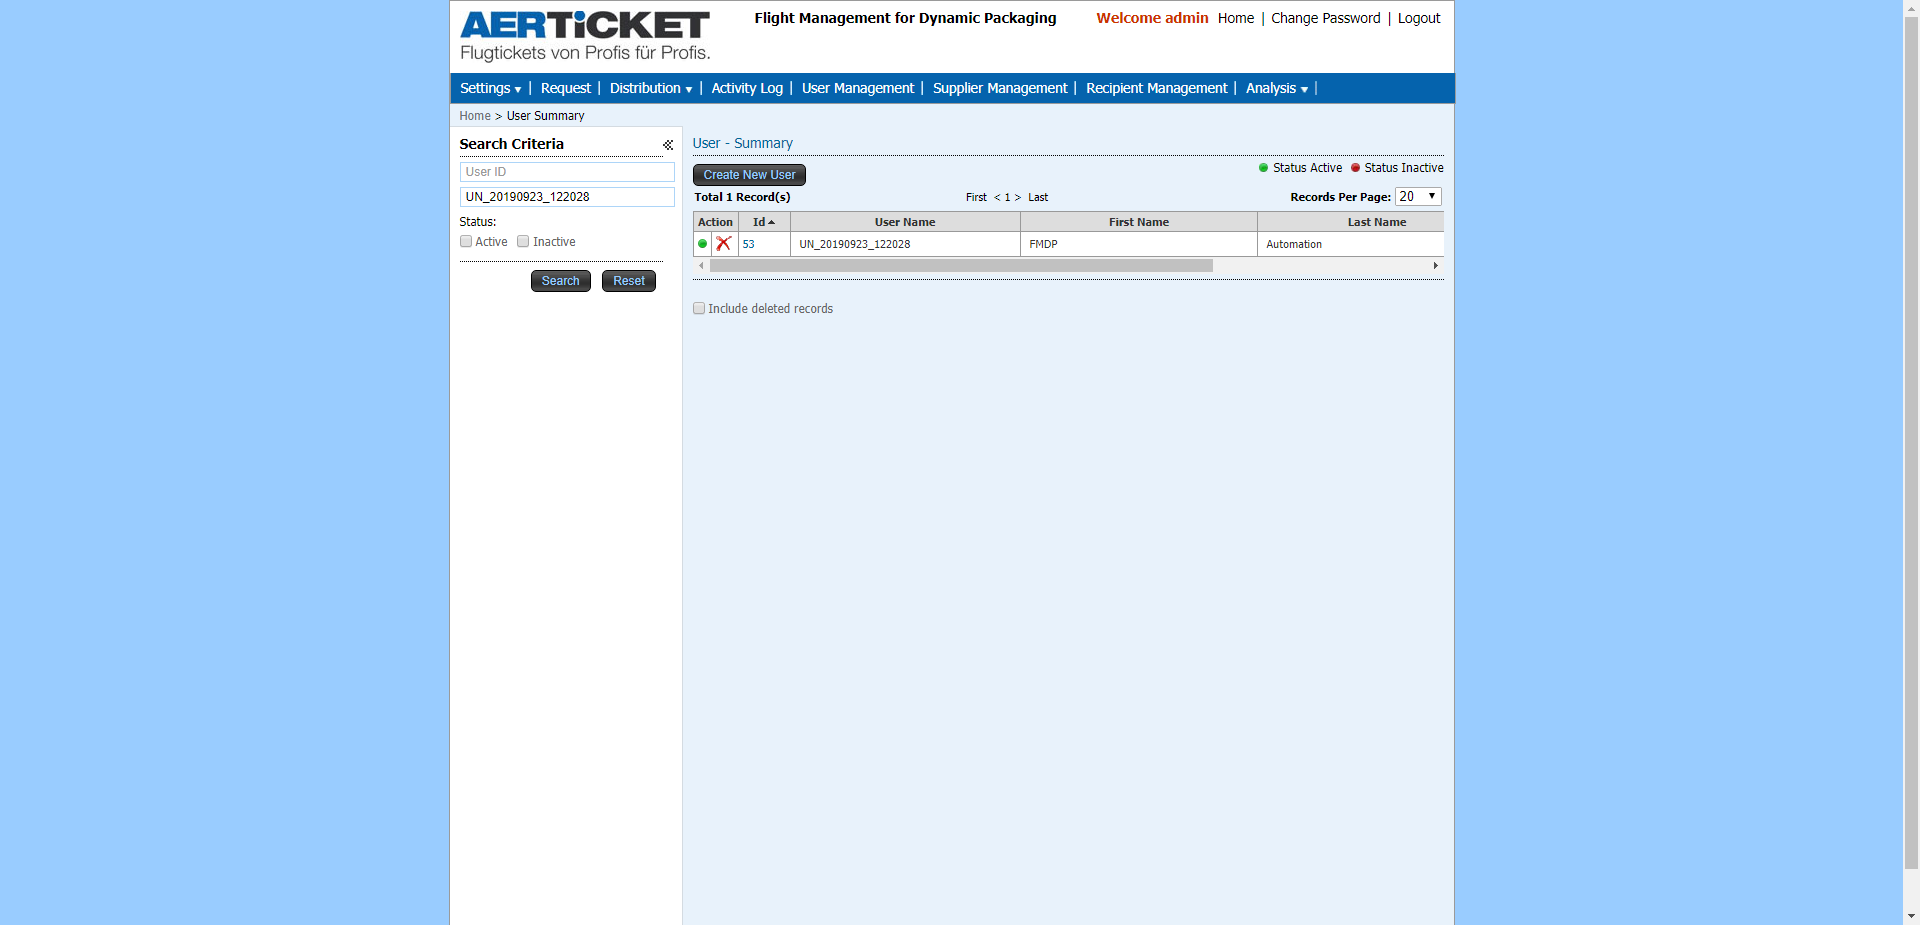 AERTiCKET
Flugtickets von Profis für Profis.
Flight Management for Dynamic Packaging
Welcome admin Home | Change Password | Logout
Settings ▾ | Request | Distribution ▾ | Activity Log | User Management | Supplier Management | Recipient Management | Analysis ▾ |
Home > User Summary
Search Criteria
User ID
UN_20190923_122028
Status:
Active Inactive
Search Reset
User - Summary
Create New User
Status Active Status Inactive
Total 1 Record(s) First < 1 > Last Records Per Page: 20
Action Id User Name First Name Last Name
53 UN_20190923_122028 FMDP Automation
Include deleted records